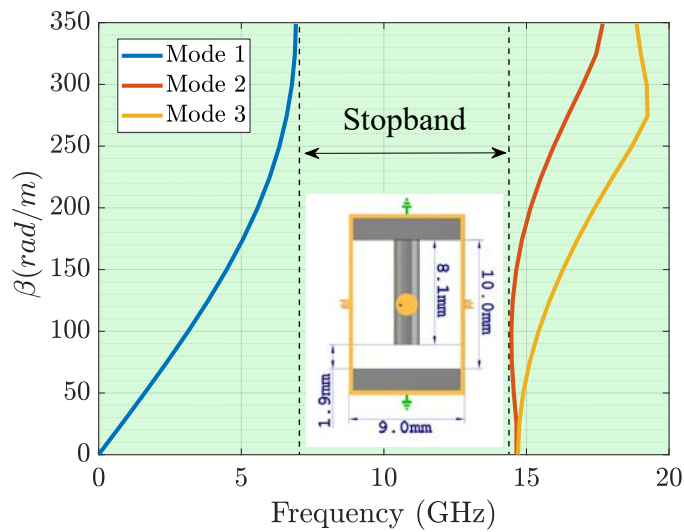 350
300
250
200
150
100
50
0
β(rad/m)
Mode 1
Mode 2
Mode 3
Stopband
8.1mm
10.0mm
1.9mm
9.0mm
0 5 10 15 20
Frequency (GHz)